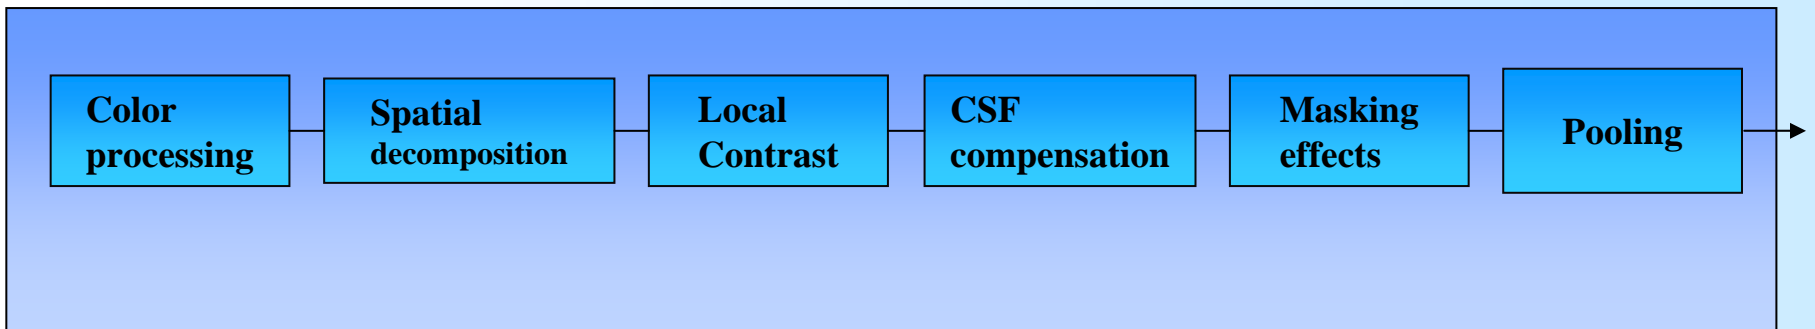 Color
processing
Spatial
decomposition
Local
Contrast
CSF
compensation
Masking
effects
Pooling